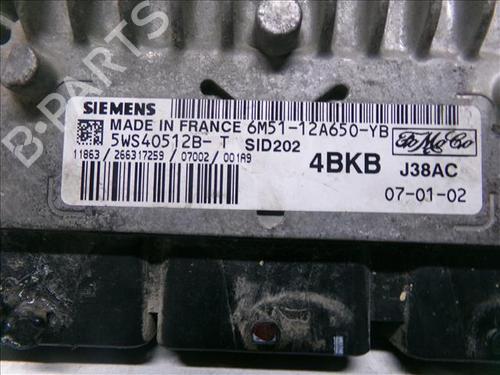 B-PARTS
SIEMENS
MADE IN FRANCE 6M51-12A650-YB
5WS40512B-T SID202
11863/266317259 /07002 /001A9
4BKB
FoMoCo
J38AC
07-01-02